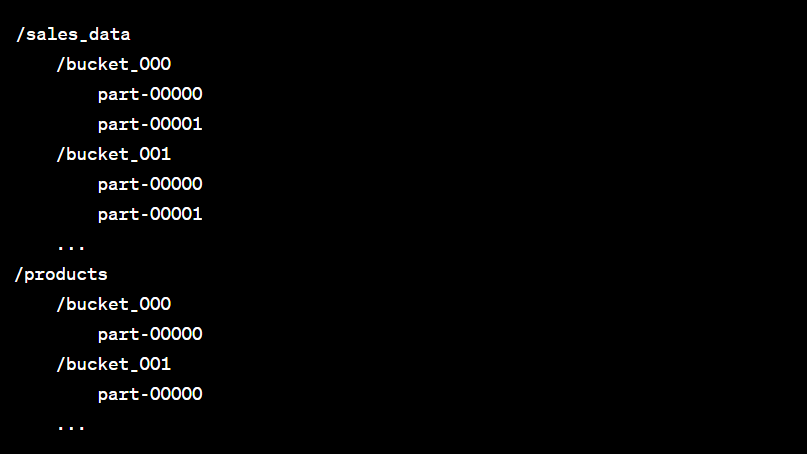 /sales_data
/bucket_000
part-00000
part-00001
/bucket_001
part-00000
part-00001
...
/products
/bucket_000
part-00000
/bucket_001
part-00000
...